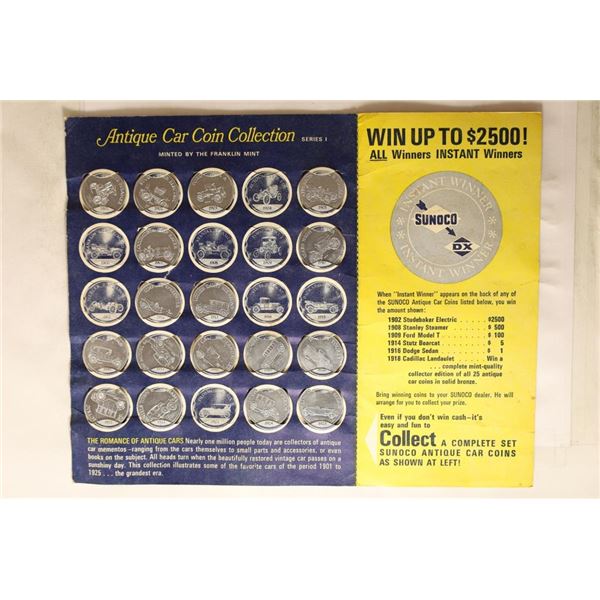 Antique Car Coin Collection SERIES I
MINTED BY THE FRANKLIN MINT
THE ROMANCE OF ANTIQUE CARS Nearly one million people today are collectors of antique
car mementos—ranging from the cars themselves to small parts and accessories, or even
books on the subject. All heads turn when the beautifully restored vintage car passes on a
sunshiny day. This collection illustrates some of the favorite cars of the period 1901 to
1925 . . . the grandest era.
WIN UP TO $2500!
ALL Winners INSTANT Winners
INSTANT WINNER
SUNOCO
DX
INSTANT WINNER
When "Instant Winner" appears on the back of any of
the SUNOCO Antique Car Coins listed below, you win
the amount shown:
1902 Studebaker Electric . . $2500
1908 Stanley Steamer . . . . $ 500
1909 Ford Model T . . . . . . $ 100
1914 Stutz Bearcat . . . . . . $ 5
1916 Dodge Sedan . . . . . . $ 1
1918 Cadillac Landaulet . . . Win a
. . . . complete mint-quality
collector edition of all 25 antique
car coins in solid bronze.
Bring winning coins to your SUNOCO dealer. He will
arrange for you to collect your prize.
Even if you don't win cash—it's
easy and fun to
Collect A COMPLETE SET
SUNOCO ANTIQUE CAR COINS
AS SHOWN AT LEFT!